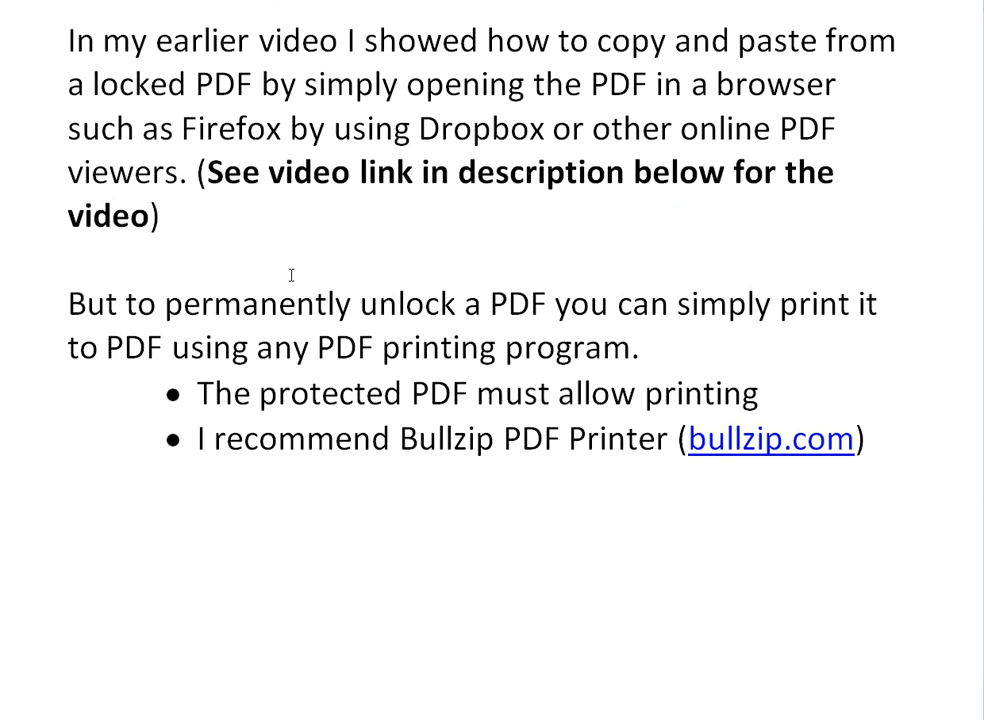 In my earlier video I showed how to copy and paste from
a locked PDF by simply opening the PDF in a browser
such as Firefox by using Dropbox or other online PDF
viewers. (See video link in description below for the
video)
But to permanently unlock a PDF you can simply print it
to PDF using any PDF printing program.
• The protected PDF must allow printing
• I recommend Bullzip PDF Printer (bullzip.com)